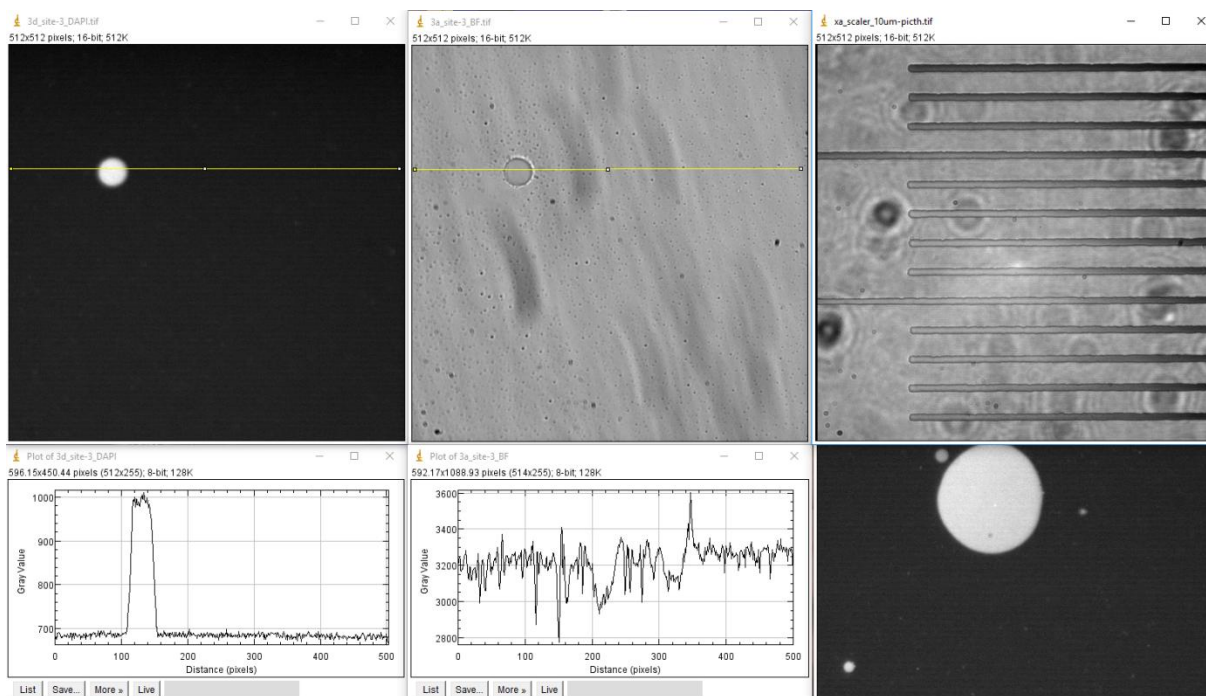 3d_site-3_DAPI.tif
512x512 pixels; 16-bit; 512K
3a_site-3_BF.tif
512x512 pixels; 16-bit; 512K
xa_scaler_10um-picth.tif
512x512 pixels; 16-bit; 512K
Plot of 3d_site-3_DAPI
596.15x450.44 pixels (512x255); 8-bit; 128K
Gray Value
1000
900
800
700
0
100
200
300
400
500
Distance (pixels)
List
Save...
More »
Live
Plot of 3a_site-3_BF
592.17x1088.93 pixels (514x255); 8-bit; 128K
Gray Value
3600
3400
3200
3000
2800
0
100
200
300
400
500
Distance (pixels)
List
Save...
More »
Live